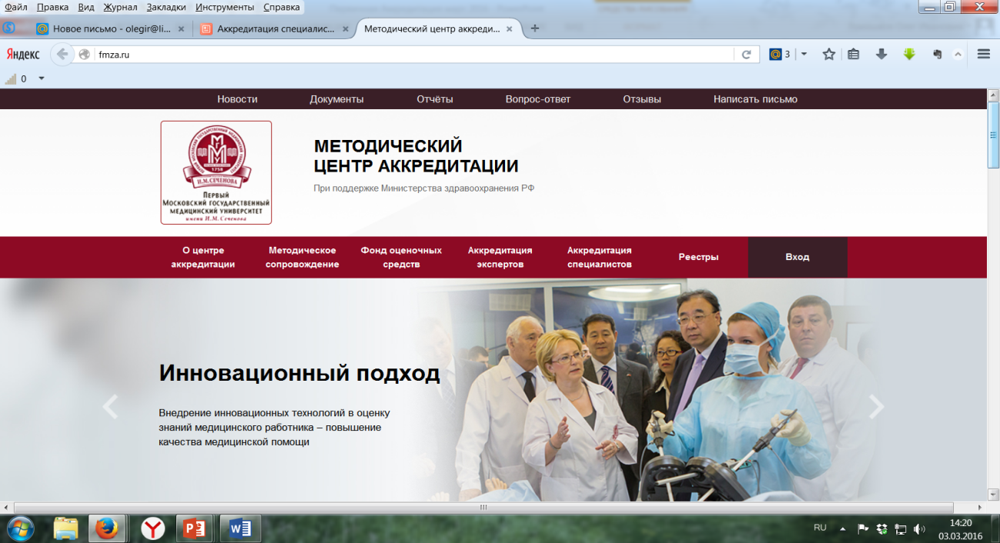 Файл Правка Вид Журнал Закладки Инструменты Справка
Новое письмо - olegir@li...
Аккредитация специалис...
Методический центр аккреди...
Яндекс
fmza.ru
3
0
Новости Документы Отчёты Вопрос-ответ Отзывы Написать письмо
МГМУ
1758
И.М. СЕЧЕНОВА
Первый
Московский государственный
медицинский университет
имени И.М. Сеченова
МЕТОДИЧЕСКИЙ
ЦЕНТР АККРЕДИТАЦИИ
При поддержке Министерства здравоохранения РФ
О центре
аккредитации
Методическое
сопровождение
Фонд оценочных
средств
Аккредитация
экспертов
Аккредитация
специалистов
Реестры
Вход
Инновационный подход
Внедрение инновационных технологий в оценку
знаний медицинского работника – повышение
качества медицинской помощи
RU
14:20
03.03.2016